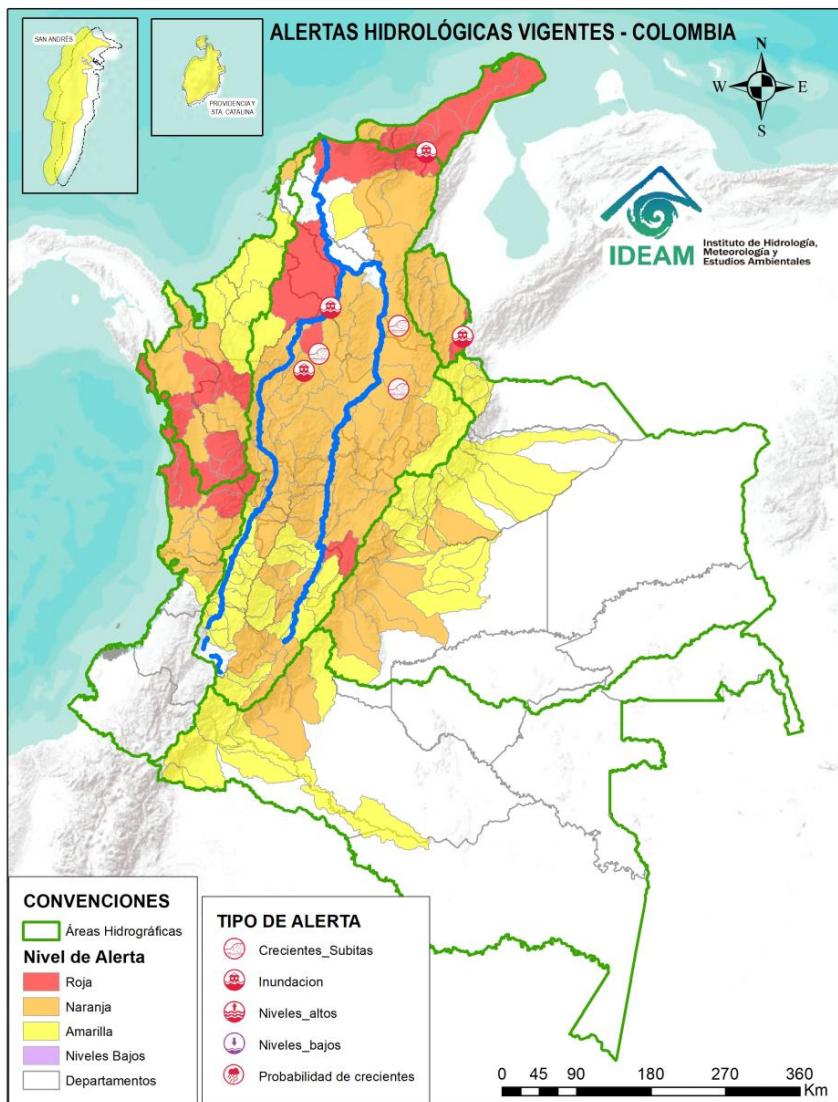 ALERTAS HIDROLÓGICAS VIGENTES - COLOMBIA
SAN ANDRÉS
PROVIDENCIA Y
STA. CATALINA
N
W
E
S
IDEAM
Instituto de Hidrología,
Meteorología y
Estudios Ambientales
CONVENCIONES
Áreas Hidrográficas
Nivel de Alerta
Roja
Naranja
Amarilla
Niveles Bajos
Departamentos
TIPO DE ALERTA
Crecientes_Subitas
Inundacion
Niveles_altos
Niveles_bajos
Probabilidad de crecientes
0 45 90 180 270 360
Km